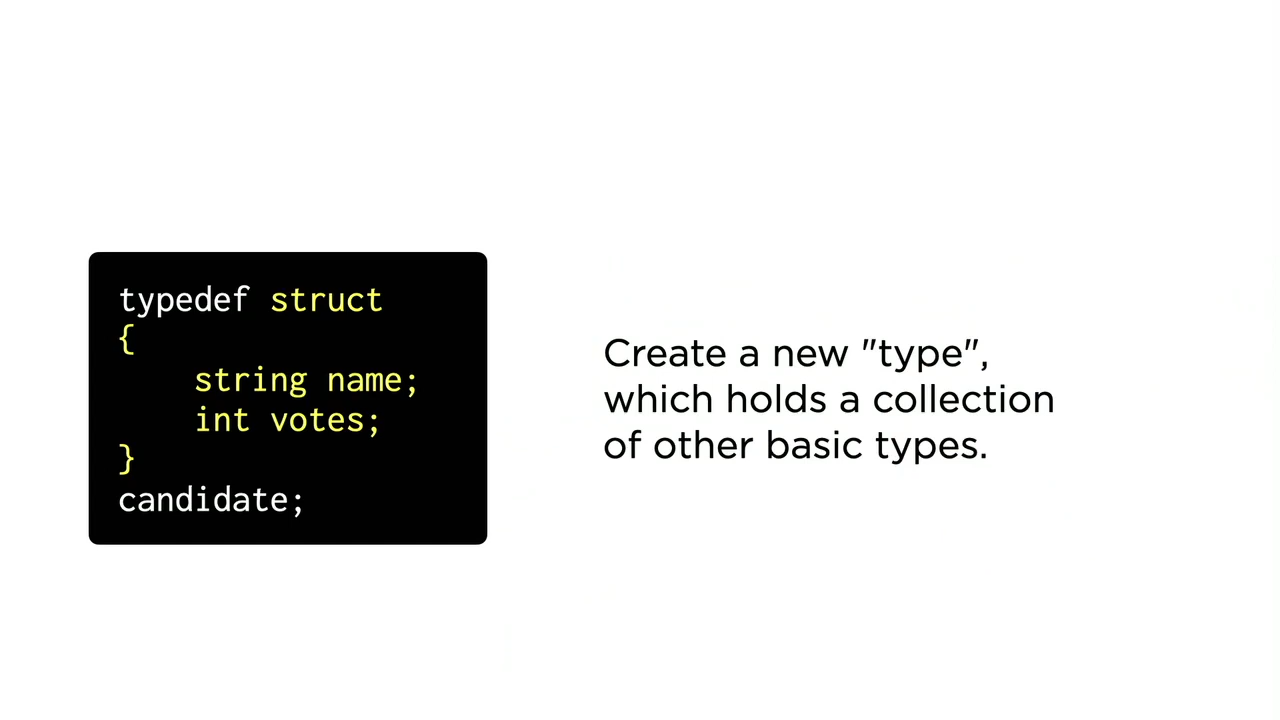 typedef struct
{
    string name;
    int votes;
}
candidate;
Create a new "type",
which holds a collection
of other basic types.